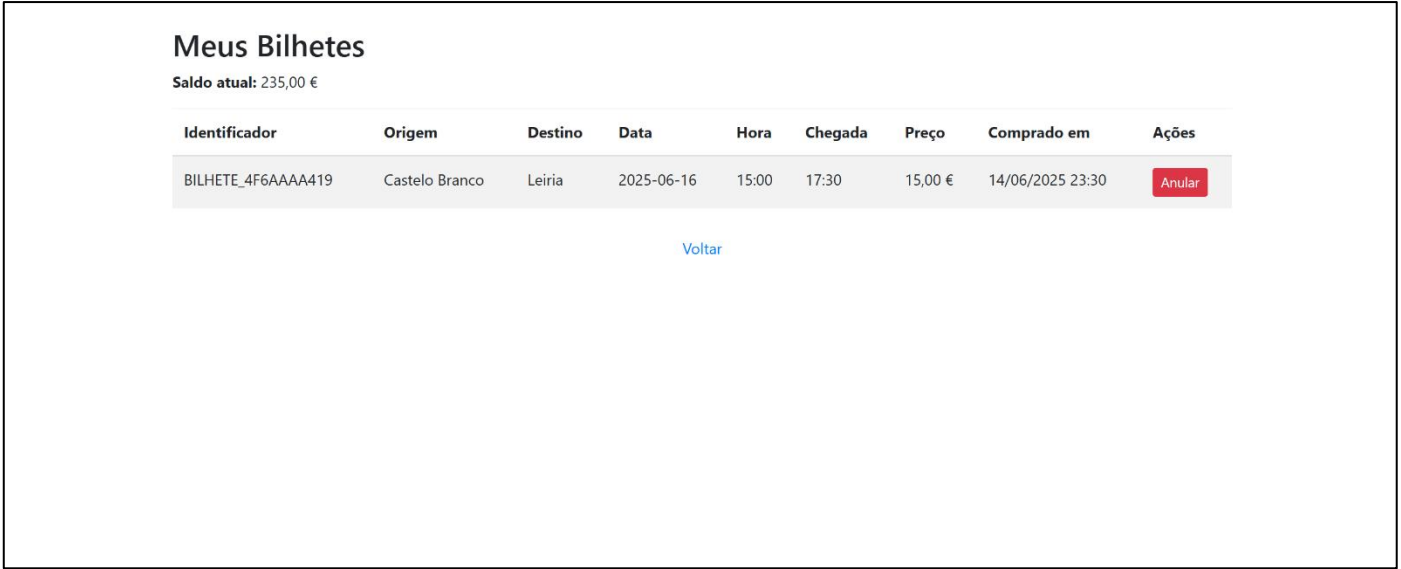 Meus Bilhetes
Saldo atual: 235,00 €
Identificador Origem Destino Data Hora Chegada Preço Comprado em Ações
BILHETE_4F6AAAA419 Castelo Branco Leiria 2025-06-16 15:00 17:30 15,00 € 14/06/2025 23:30 Anular
Voltar